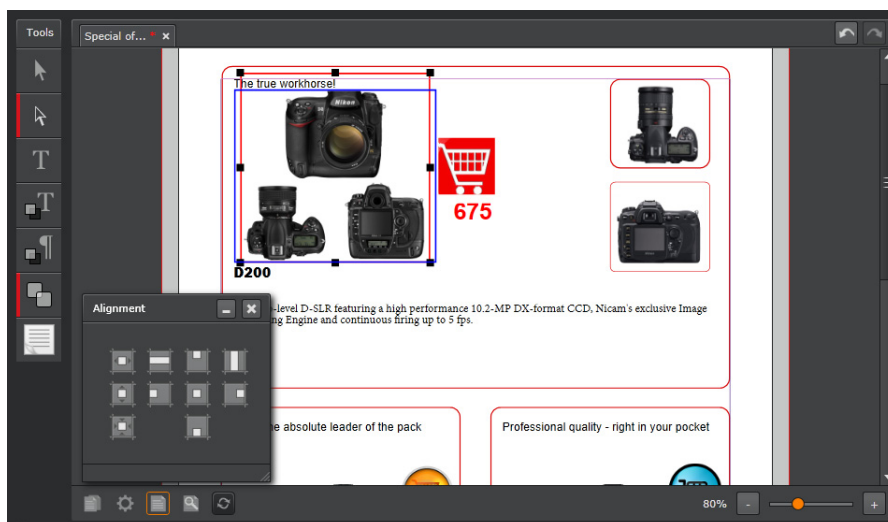 Tools
Special of...* x
The true workhorse!
Nikon
675
D200
-level D-SLR featuring a high performance 10.2-MP DX-format CCD, Nicam's exclusive Image
ng Engine and continuous firing up to 5 fps.
Alignment
he absolute leader of the pack
Professional quality - right in your pocket
80%